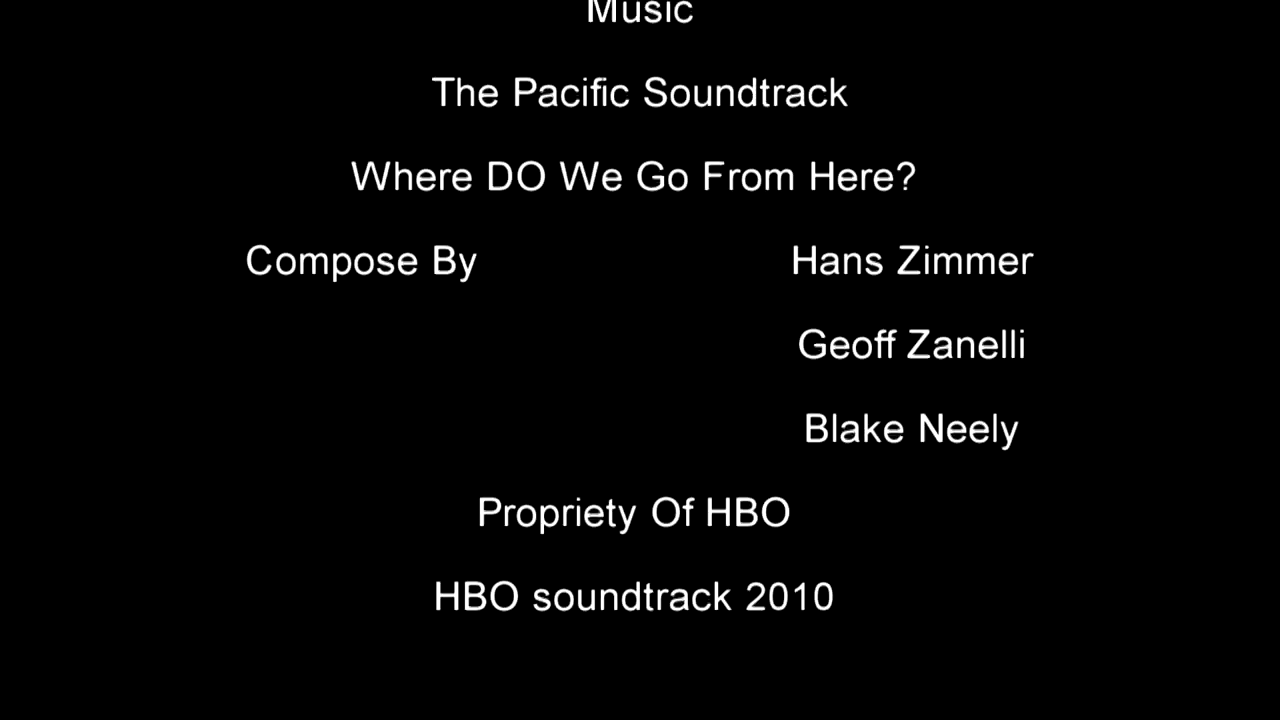 Music
The Pacific Soundtrack
Where DO We Go From Here?
Compose By Hans Zimmer
Geoff Zanelli
Blake Neely
Propriety Of HBO
HBO soundtrack 2010